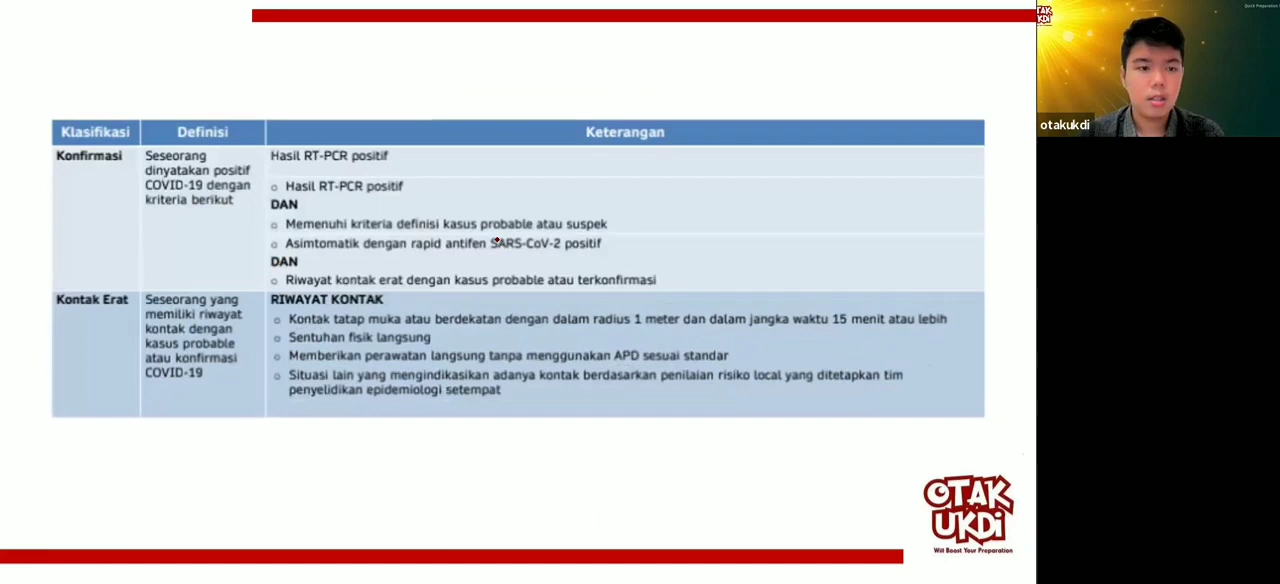 Klasifikasi Definisi Keterangan
Konfirmasi
Seseorang
dinyatakan positif
COVID-19 dengan
kriteria berikut
Hasil RT-PCR positif
o Hasil RT-PCR positif
DAN
o Memenuhi kriteria definisi kasus probable atau suspek
o Asimtomatik dengan rapid antifen SARS-CoV-2 positif
DAN
o Riwayat kontak erat dengan kasus probable atau terkonfirmasi
Kontak Erat
Seseorang yang
memiliki riwayat
kontak dengan
kasus probable
atau konfirmasi
COVID-19
RIWAYAT KONTAK
o Kontak tatap muka atau berdekatan dengan dalam radius 1 meter dan dalam jangka waktu 15 menit atau lebih
o Sentuhan fisik langsung
o Memberikan perawatan langsung tanpa menggunakan APD sesuai standar
o Situasi lain yang mengindikasikan adanya kontak berdasarkan penilaian risiko local yang ditetapkan tim
penyelidikan epidemiologi setempat
OTAK
UKDI
Will Boost Your Preparation
Quick Preparation
otakukdi